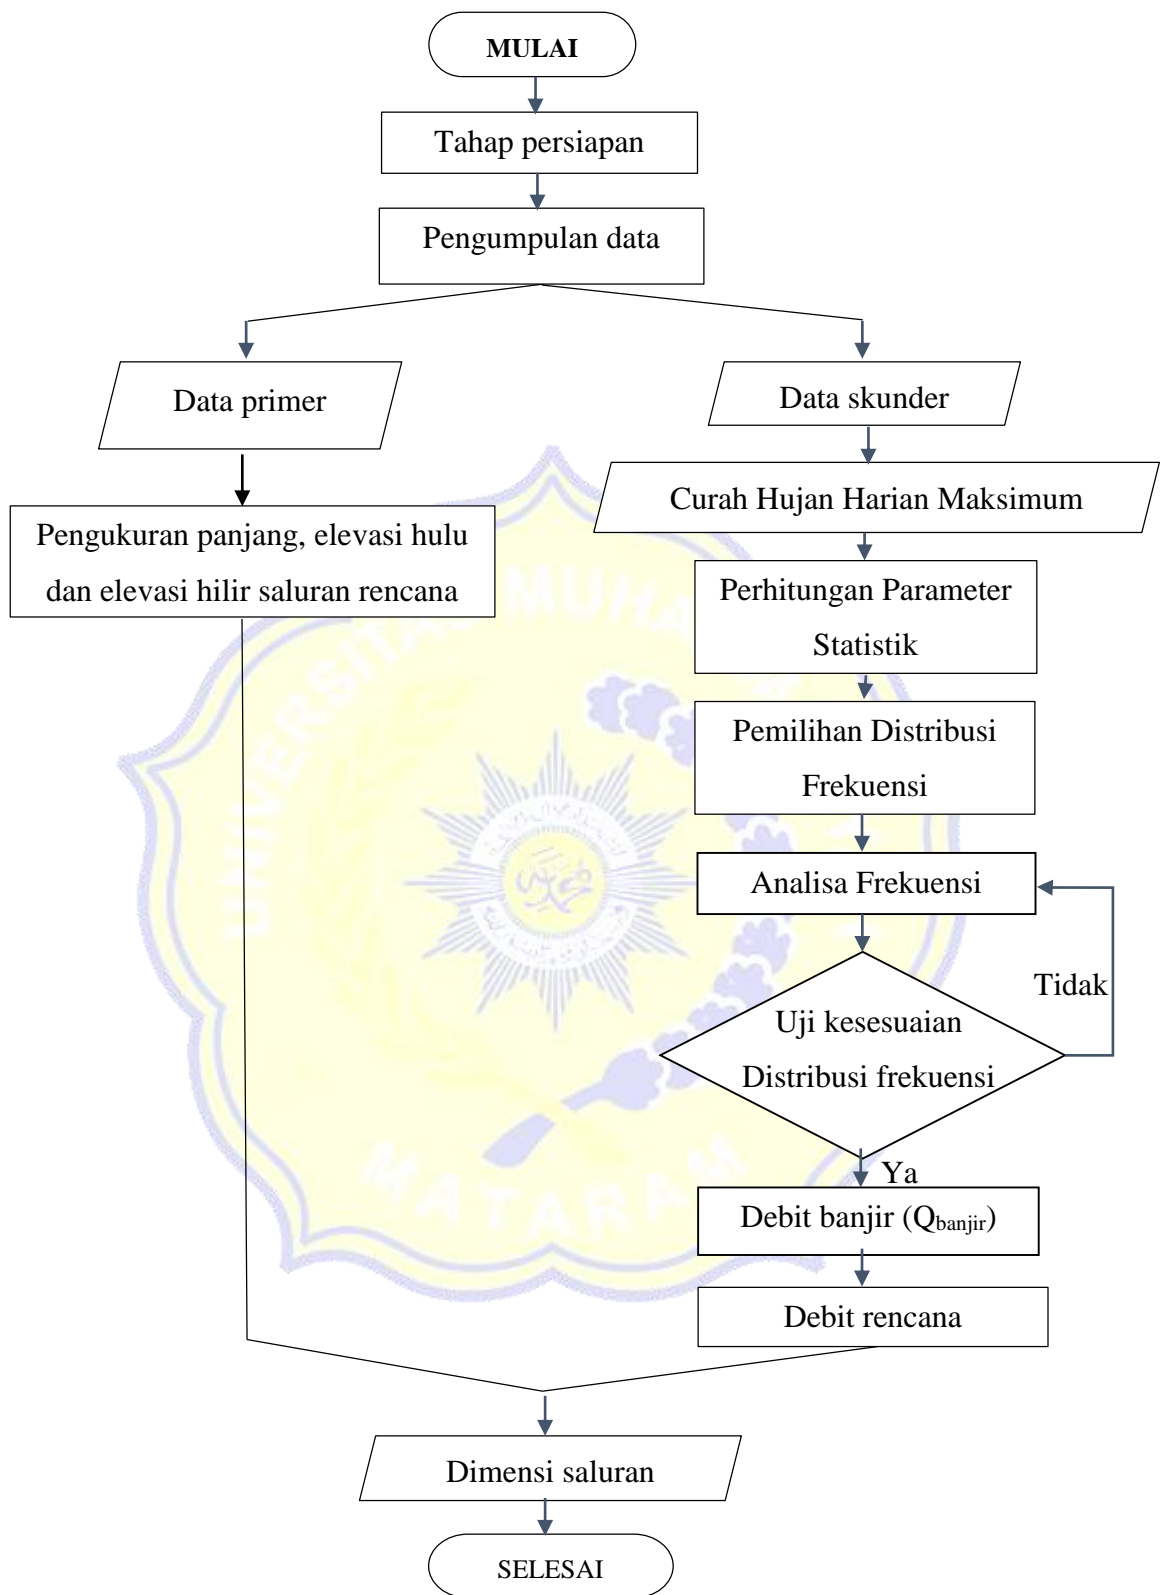 MULAI
Tahap persiapan
Pengumpulan data
Data primer
Data skunder
Pengukuran panjang, elevasi hulu
dan elevasi hilir saluran rencana
Curah Hujan Harian Maksimum
Perhitungan Parameter
Statistik
Pemilihan Distribusi
Frekuensi
Analisa Frekuensi
Uji kesesuaian
Distribusi frekuensi
Tidak
Ya
Debit banjir (Qbanjir)
Debit rencana
Dimensi saluran
SELESAI
UNIVERSITAS
MATARAM